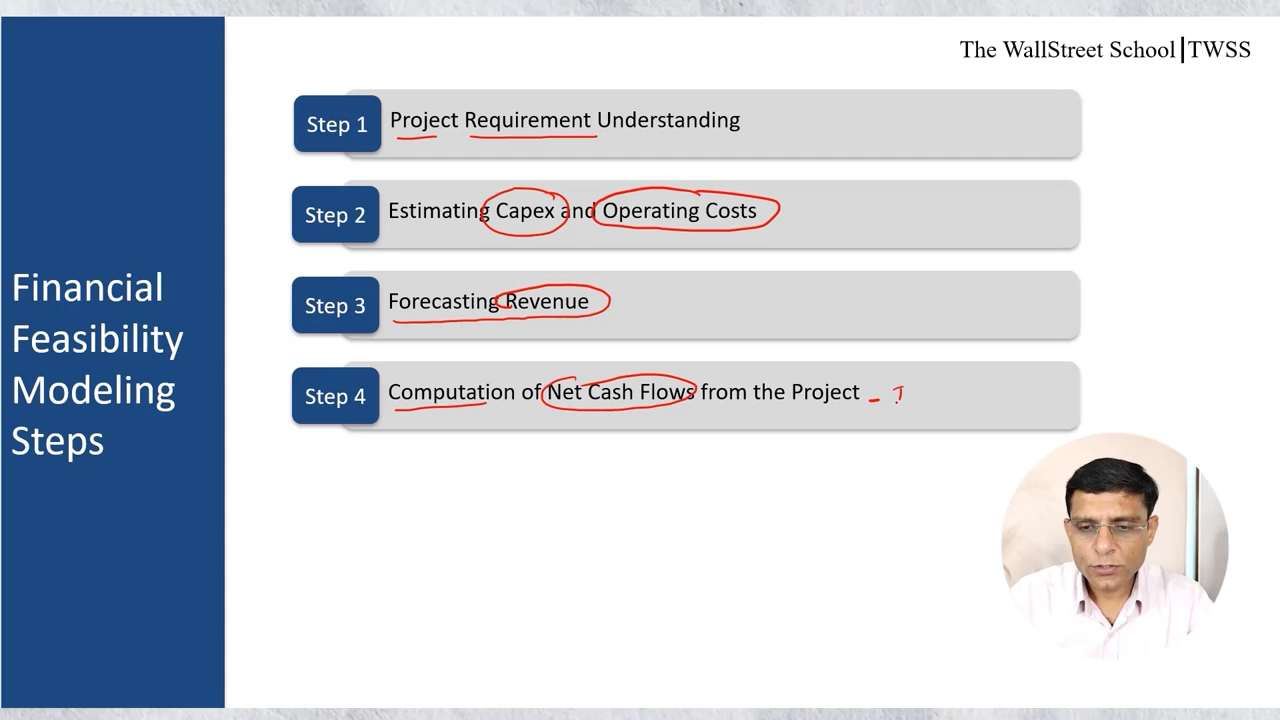 The WallStreet School|TWSS
Financial
Feasibility
Modeling
Steps
Step 1 Project Requirement Understanding
Step 2 Estimating Capex and Operating Costs
Step 3 Forecasting Revenue
Step 4 Computation of Net Cash Flows from the Project